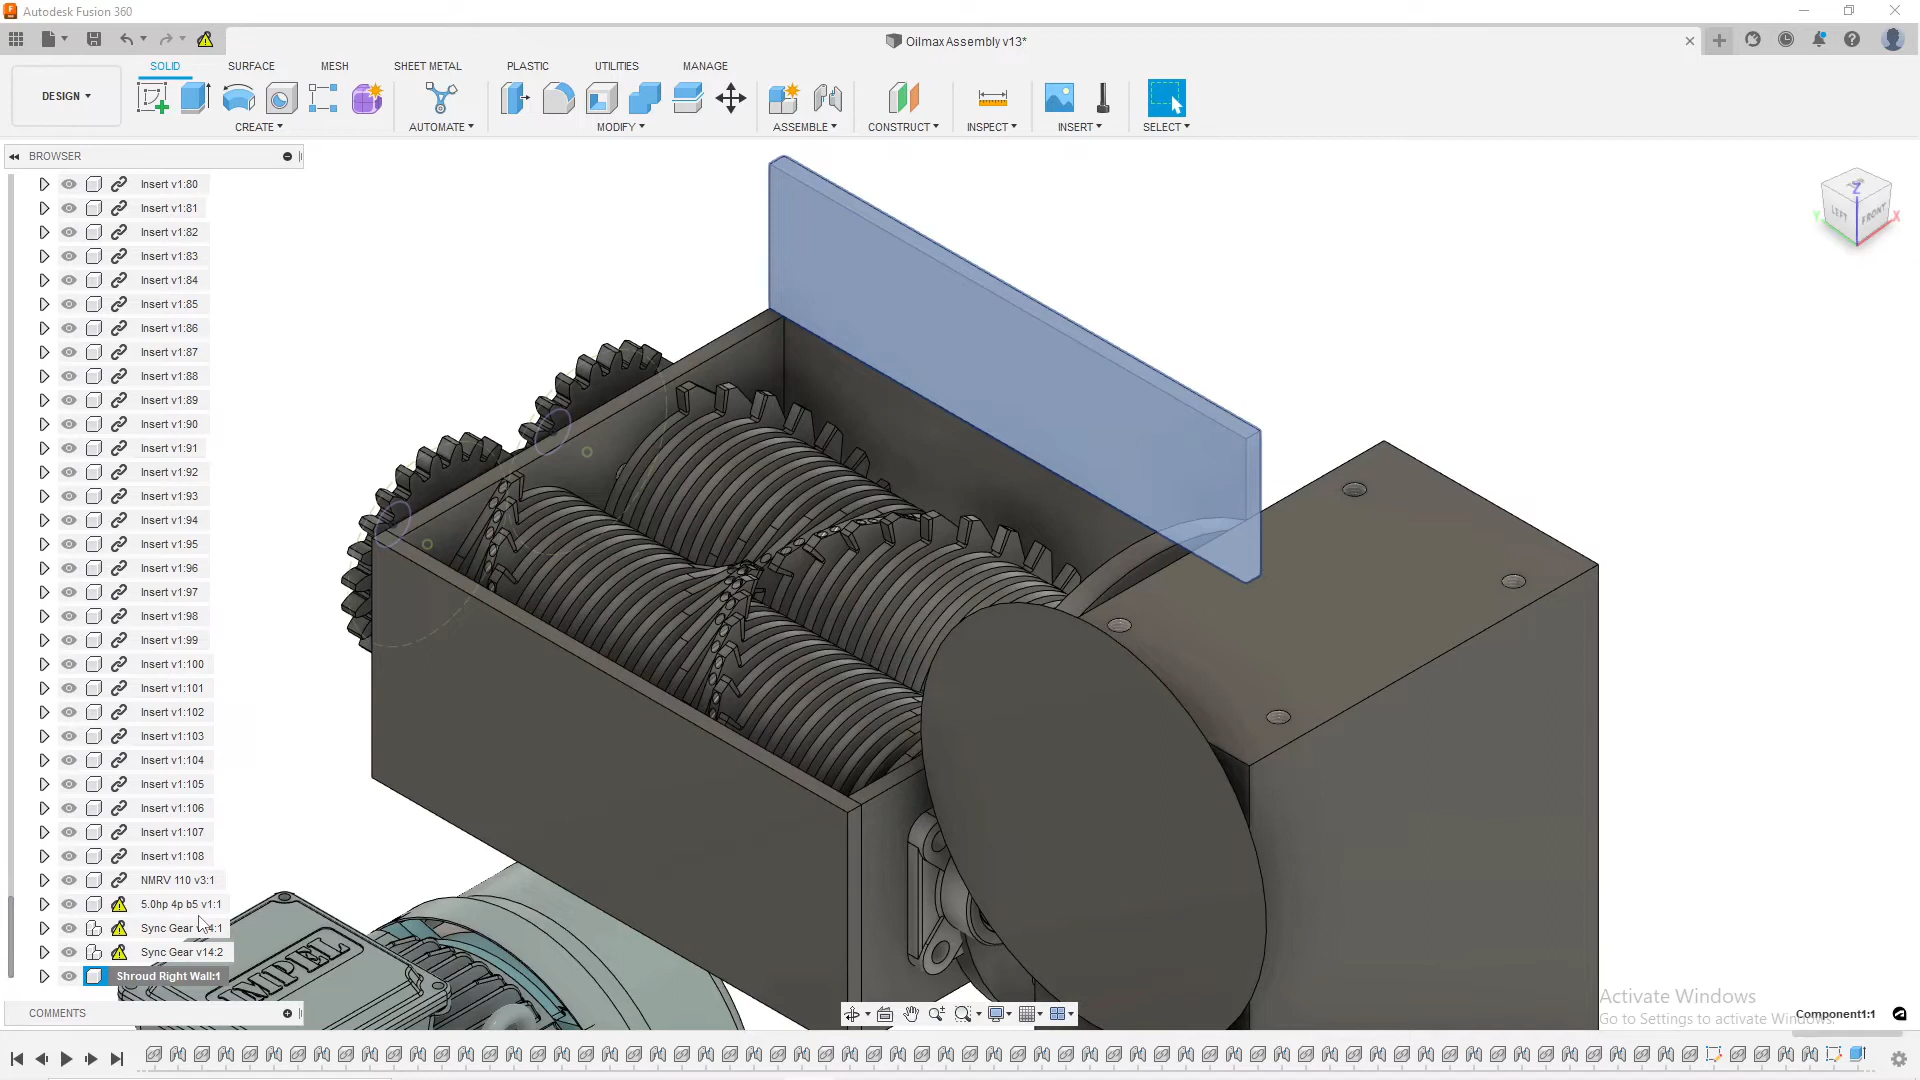 Autodesk Fusion 360
Oilmax Assembly v13*
DESIGN
SOLID SURFACE MESH SHEET METAL PLASTIC UTILITIES MANAGE
CREATE AUTOMATE MODIFY ASSEMBLE CONSTRUCT INSPECT INSERT SELECT
BROWSER
Insert v1:80
Insert v1:81
Insert v1:82
Insert v1:83
Insert v1:84
Insert v1:85
Insert v1:86
Insert v1:87
Insert v1:88
Insert v1:89
Insert v1:90
Insert v1:91
Insert v1:92
Insert v1:93
Insert v1:94
Insert v1:95
Insert v1:96
Insert v1:97
Insert v1:98
Insert v1:99
Insert v1:100
Insert v1:101
Insert v1:102
Insert v1:103
Insert v1:104
Insert v1:105
Insert v1:106
Insert v1:107
Insert v1:108
NMRV 110 v3:1
5.0hp 4p b5 v1:1
Sync Gear v14:1
Sync Gear v14:2
Shroud Right Wall:1
COMMENTS
Z
LEFT FRONT
Y X
Activate Windows
Go to Settings to activate Windows.
Component1:1